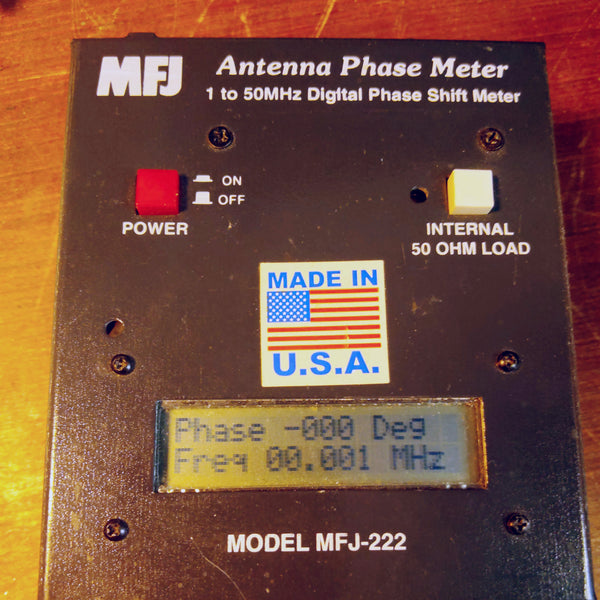 MFJ
Antenna Phase Meter
1 to 50MHz Digital Phase Shift Meter
ON
OFF
POWER
INTERNAL
50 OHM LOAD
MADE IN
U.S.A.
Phase -000 Deg
Freq 00.001 MHz
MODEL MFJ-222